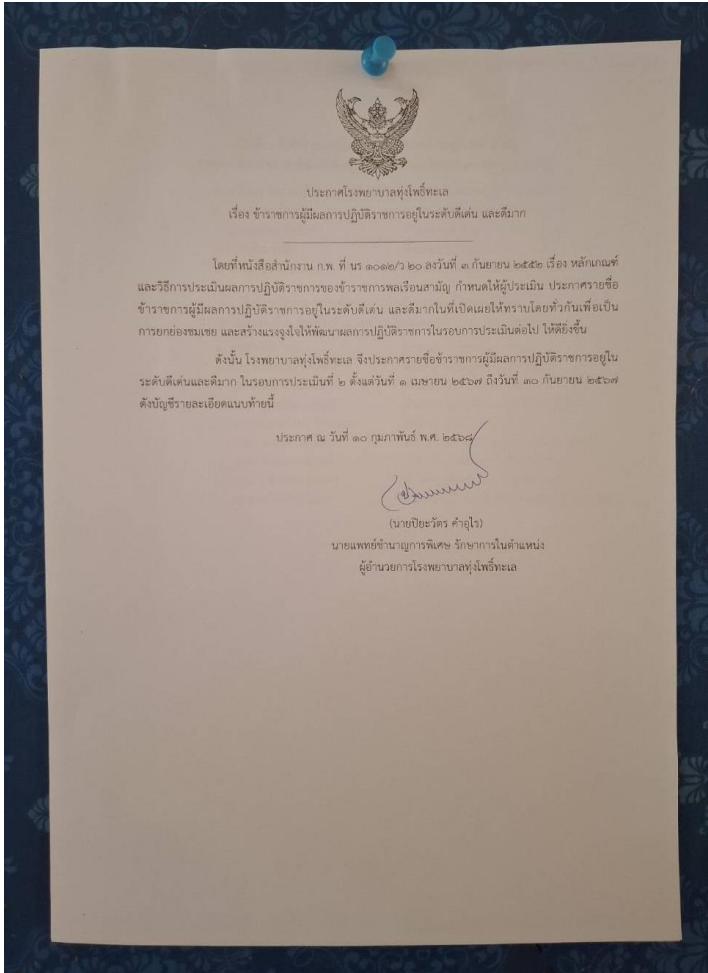 ประกาศโรงพยาบาลทุ่งโพธิ์ทะเล
เรื่อง ข้าราชการผู้มีผลการปฏิบัติราชการอยู่ในระดับดีเด่น และดีมาก
โดยที่หนังสือสำนักงาน ก.พ. ที่ นร ๑๐๑๒/ว ๒๐ ลงวันที่ ๓ กันยายน ๒๕๕๒ เรื่อง หลักเกณฑ์
และวิธีการประเมินผลการปฏิบัติราชการของข้าราชการพลเรือนสามัญ กำหนดให้ผู้ประเมิน ประกาศรายชื่อ
ข้าราชการผู้มีผลการปฏิบัติราชการอยู่ในระดับดีเด่น และดีมากในที่เปิดเผยให้ทราบโดยทั่วกันเพื่อเป็น
การยกย่องชมเชย และสร้างแรงจูงใจให้พัฒนาผลการปฏิบัติราชการในรอบการประเมินต่อไป ให้ดียิ่งขึ้น
ดังนั้น โรงพยาบาลทุ่งโพธิ์ทะเล จึงประกาศรายชื่อข้าราชการผู้มีผลการปฏิบัติราชการอยู่ใน
ระดับดีเด่นและดีมาก ในรอบการประเมินที่ ๒ ตั้งแต่วันที่ ๑ เมษายน ๒๕๖๗ ถึงวันที่ ๓๐ กันยายน ๒๕๖๗
ดังบัญชีรายละเอียดแนบท้ายนี้
ประกาศ ณ วันที่ ๑๐ กุมภาพันธ์ พ.ศ. ๒๕๖๘
(นายปิยะวัตร คำอุไร)
นายแพทย์ชำนาญการพิเศษ รักษาการในตำแหน่ง
ผู้อำนวยการโรงพยาบาลทุ่งโพธิ์ทะเล